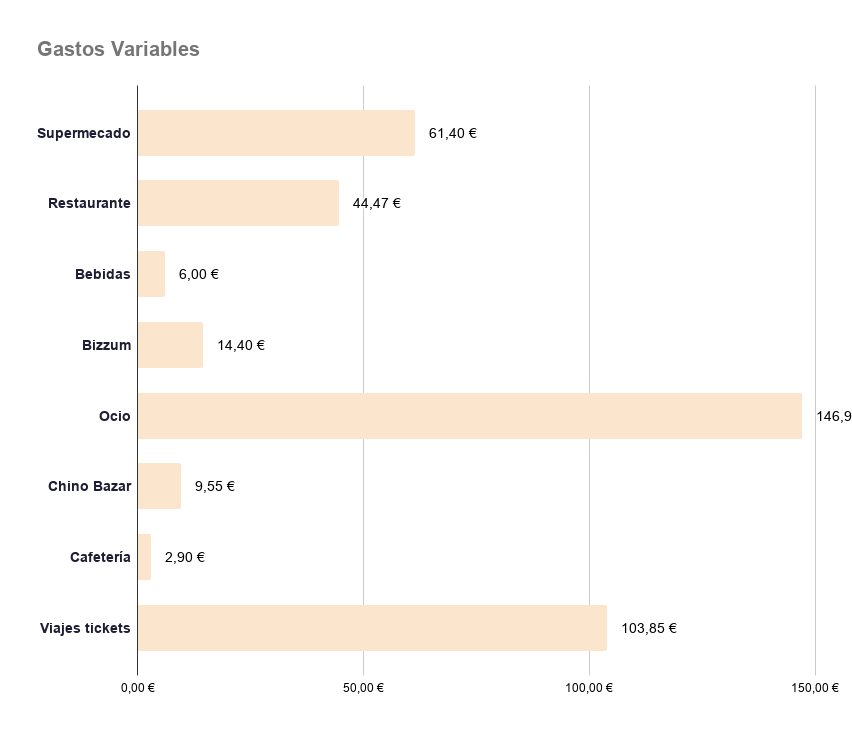 Gastos Variables
Supermecado
61,40 €
Restaurante
44,47 €
Bebidas
6,00 €
Bizzum
14,40 €
Ocio
146,9
Chino Bazar
9,55 €
Cafetería
2,90 €
Viajes tickets
103,85 €
0,00 €
50,00 €
100,00 €
150,00 €